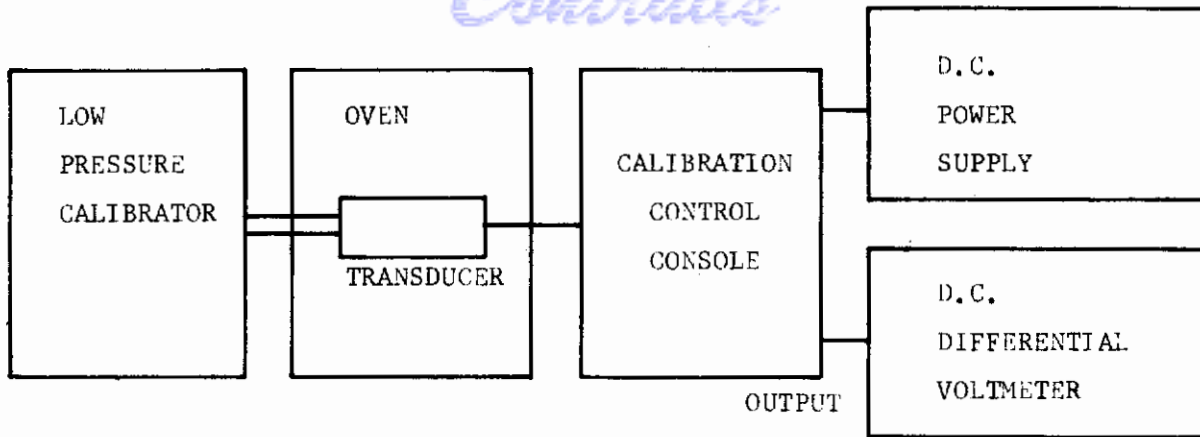 LOW
PRESSURE
CALIBRATOR
OVEN
TRANSDUCER
CALIBRATION
CONTROL
CONSOLE
OUTPUT
D.C.
POWER
SUPPLY
D.C.
DIFFERENTIAL
VOLTMETER